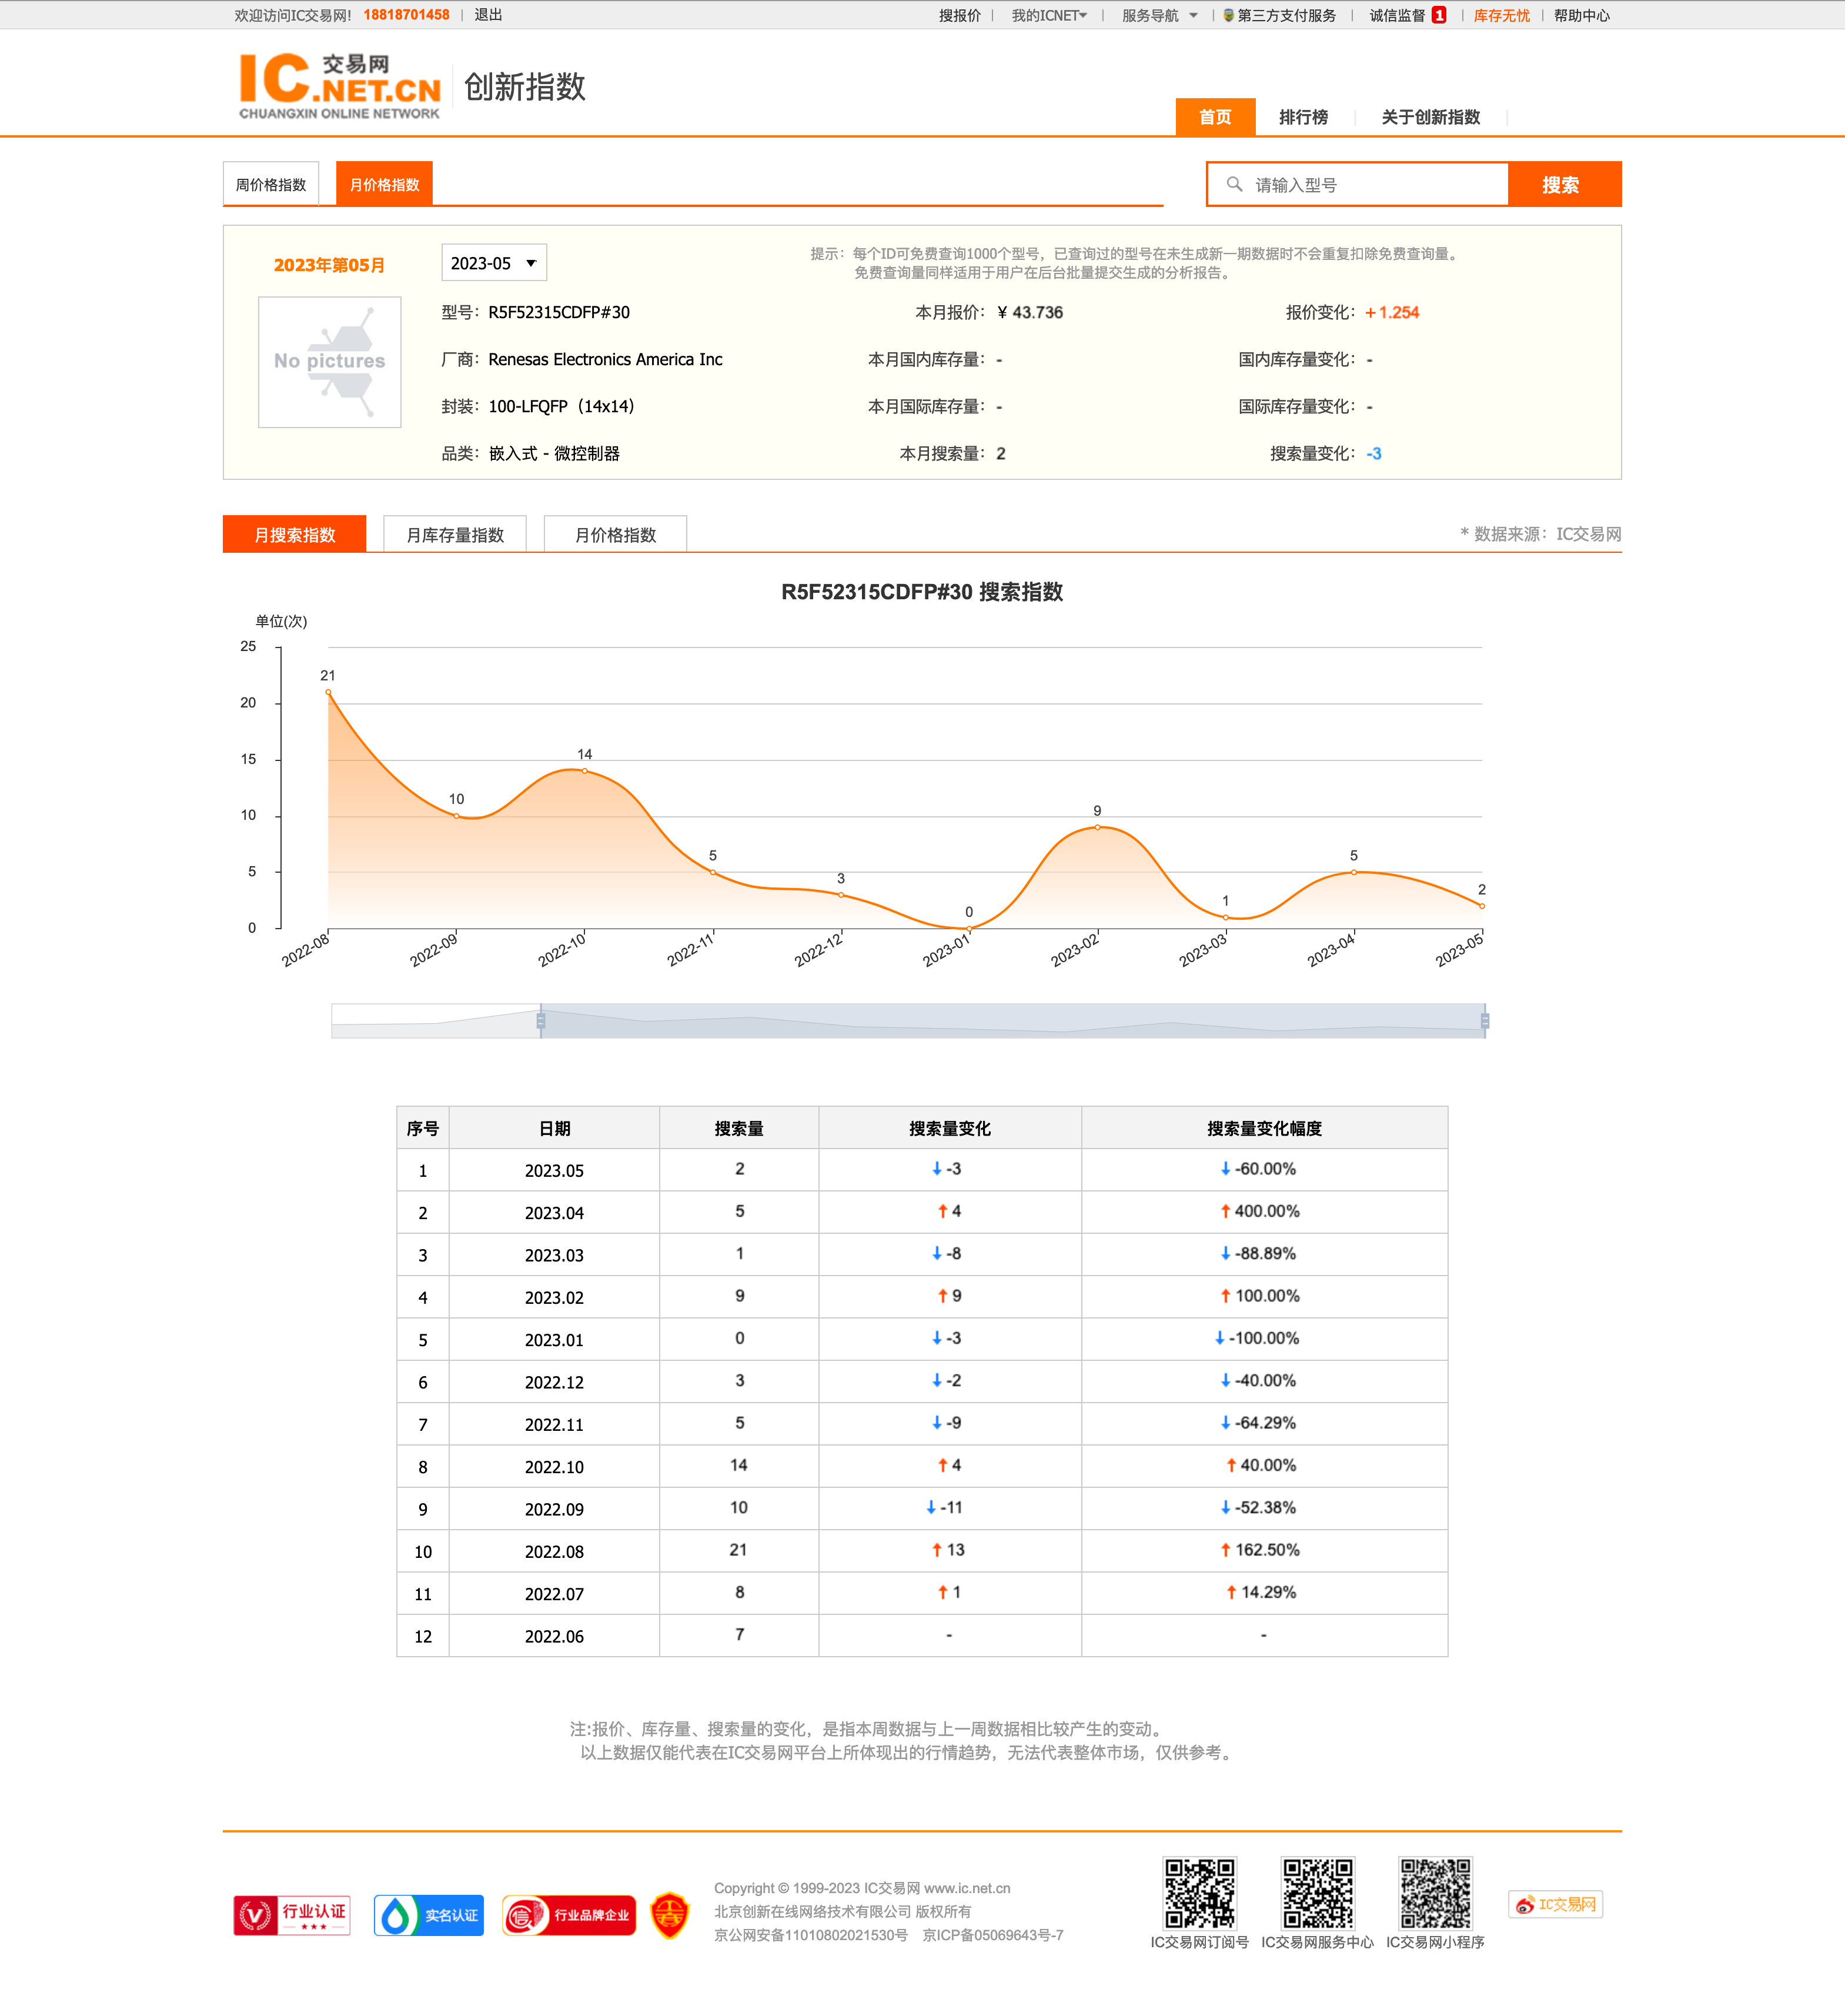 欢迎访问IC交易网! 18818701458 | 退出
搜报价 | 我的ICNET | 服务导航 | 第三方支付服务 | 诚信监督 1 | 库存无忧 | 帮助中心
IC交易网.NET.CN
CHUANGXIN ONLINE NETWORK
创新指数
首页 排行榜 关于创新指数
周价格指数 月价格指数
请输入型号 搜索
2023年第05月
2023-05
提示：每个ID可免费查询1000个型号，已查询过的型号在未生成新一期数据时不会重复扣除免费查询量。
免费查询量同样适用于用户在后台批量提交生成的分析报告。
No pictures
型号：R5F52315CDFP#30 本月报价：¥ 43.736 报价变化：+1.254
厂商：Renesas Electronics America Inc 本月国内库存量：- 国内库存量变化：-
封装：100-LFQFP（14x14） 本月国际库存量：- 国际库存量变化：-
品类：嵌入式 - 微控制器 本月搜索量：2 搜索量变化：-3
月搜索指数 月库存量指数 月价格指数 * 数据来源：IC交易网
R5F52315CDFP#30 搜索指数
单位(次)
25
20
15
10
5
0
21
10
14
5
3
0
9
1
5
2
2022-08 2022-09 2022-10 2022-11 2022-12 2023-01 2023-02 2023-03 2023-04 2023-05
序号 日期 搜索量 搜索量变化 搜索量变化幅度
1 2023.05 2 ↓ -3 ↓ -60.00%
2 2023.04 5 ↑ 4 ↑ 400.00%
3 2023.03 1 ↓ -8 ↓ -88.89%
4 2023.02 9 ↑ 9 ↑ 100.00%
5 2023.01 0 ↓ -3 ↓ -100.00%
6 2022.12 3 ↓ -2 ↓ -40.00%
7 2022.11 5 ↓ -9 ↓ -64.29%
8 2022.10 14 ↑ 4 ↑ 40.00%
9 2022.09 10 ↓ -11 ↓ -52.38%
10 2022.08 21 ↑ 13 ↑ 162.50%
11 2022.07 8 ↑ 1 ↑ 14.29%
12 2022.06 7 - -
注:报价、库存量、搜索量的变化，是指本周数据与上一周数据相比较产生的变动。
以上数据仅能代表在IC交易网平台上所体现出的行情趋势，无法代表整体市场，仅供参考。
行业认证
实名认证
信 行业品牌企业
Copyright © 1999-2023 IC交易网 www.ic.net.cn
北京创新在线网络技术有限公司 版权所有
京公网安备11010802021530号 京ICP备05069643号-7
IC交易网订阅号 IC交易网服务中心 IC交易网小程序
IC交易网